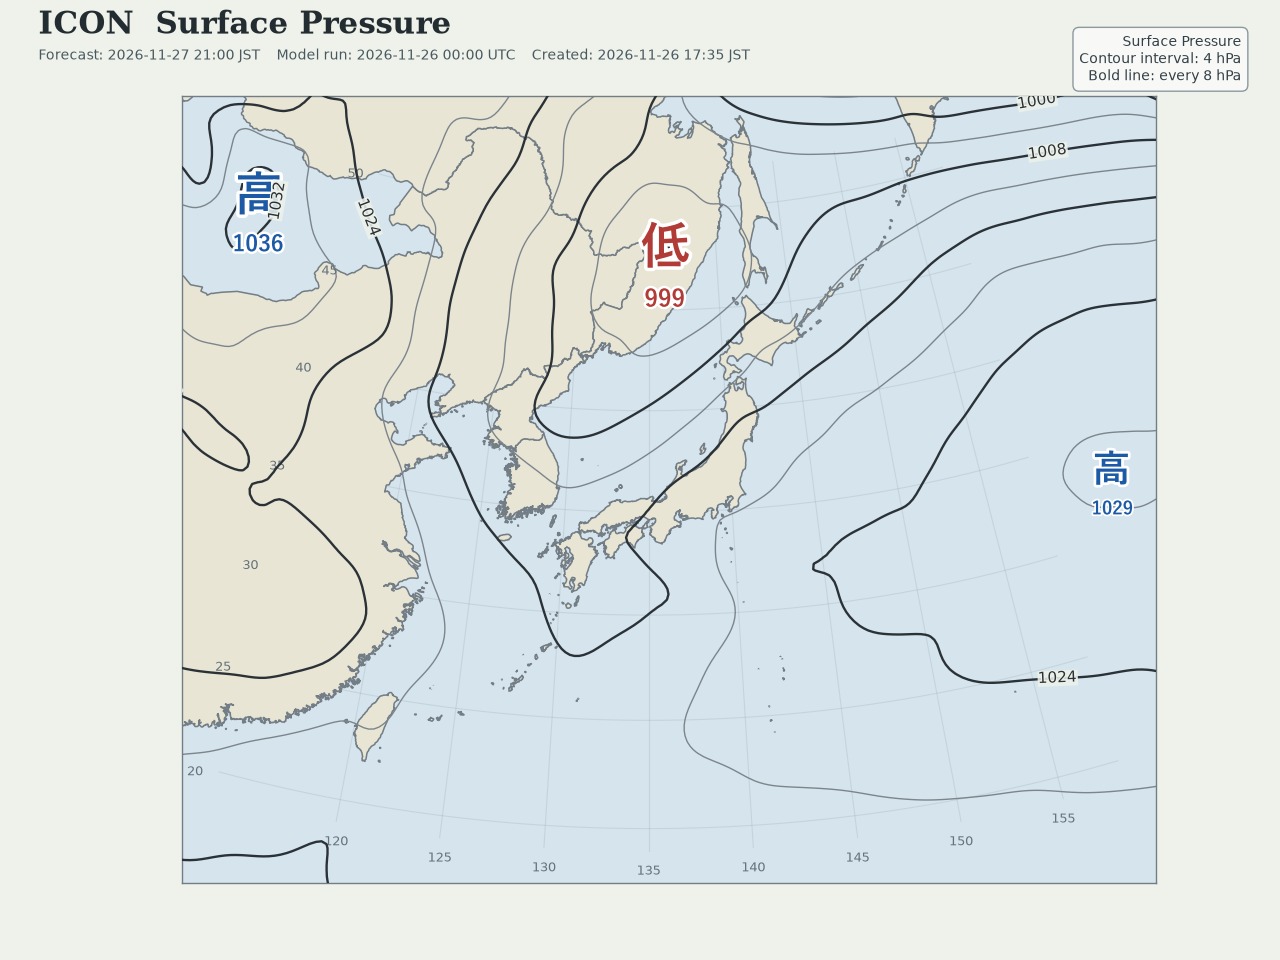 ICON  Surface Pressure
Forecast: 2026-11-27 21:00 JST    Model run: 2026-11-26 00:00 UTC    Created: 2026-11-26 17:35 JST
Surface Pressure
Contour interval: 4 hPa
Bold line: every 8 hPa
1000
1008
50
高
1032
1036
1024
低
999
45
40
35
高
1029
30
25
1024
20
155
120
150
125
145
130
140
135